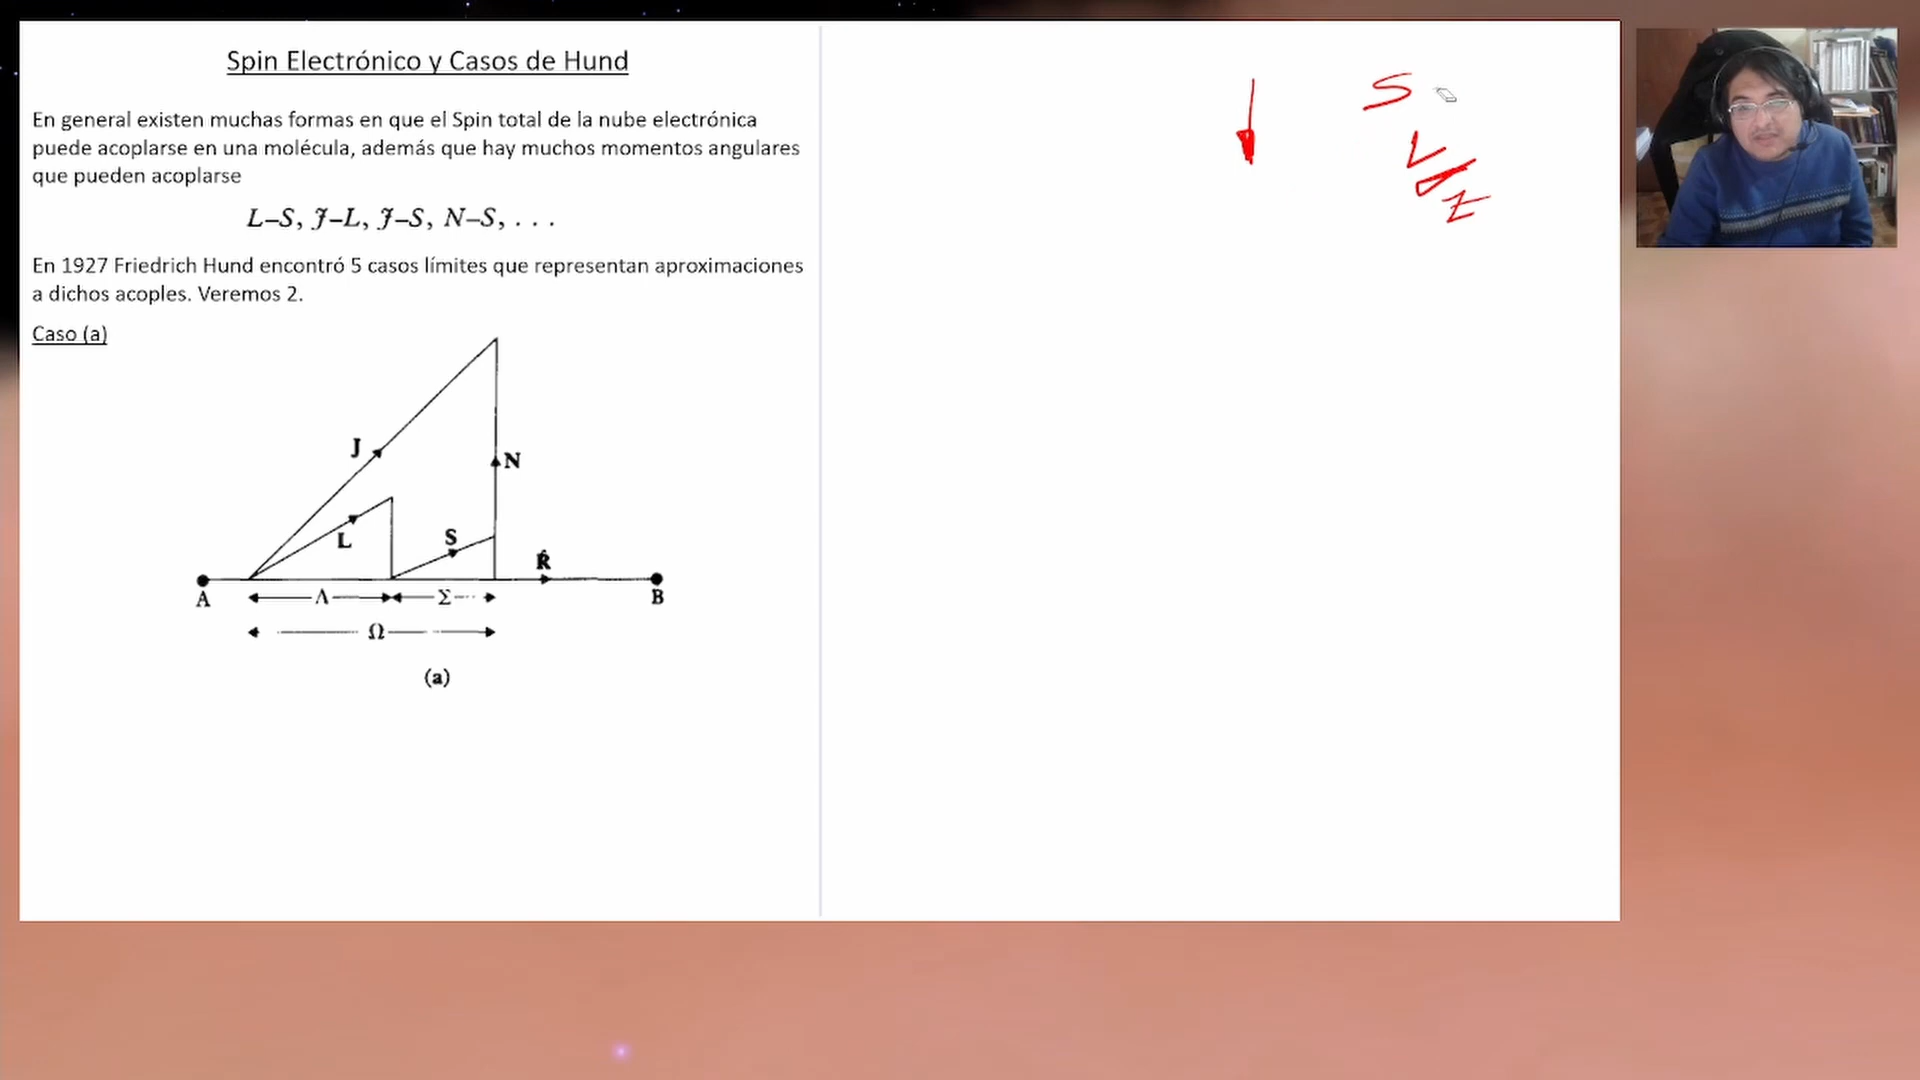 Spin Electrónico y Casos de Hund
En general existen muchas formas en que el Spin total de la nube electrónica
puede acoplarse en una molécula, además que hay muchos momentos angulares
que pueden acoplarse
L–S, J–L, J–S, N–S, . . .
En 1927 Friedrich Hund encontró 5 casos límites que representan aproximaciones
a dichos acoples. Veremos 2.
Caso (a)
J
N
L
S
R̂
A
Λ
Σ
B
Ω
(a)
S